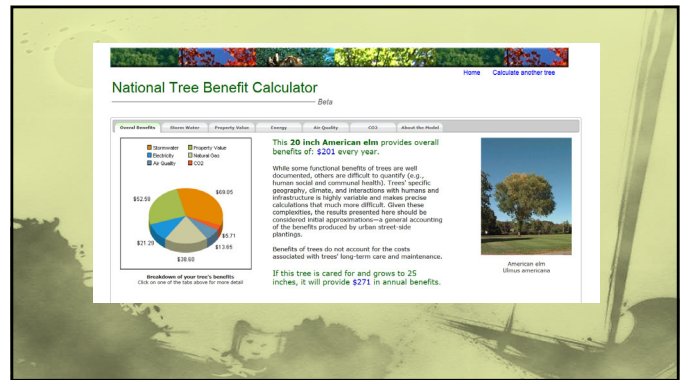 Home Calculate another tree
National Tree Benefit Calculator
Beta
Overall Benefits Storm Water Property Value Energy Air Quality CO2 About the Model
Stormwater Property Value
Electricity Natural Gas
Air Quality CO2
$52.58
$69.05
$5.71
$13.65
$21.29
$38.60
Breakdown of your tree's benefits
Click on one of the tabs above for more detail
This 20 inch American elm provides overall
benefits of: $201 every year.
While some functional benefits of trees are well
documented, others are difficult to quantify (e.g.,
human social and communal health). Trees' specific
geography, climate, and interactions with humans and
infrastructure is highly variable and makes precise
calculations that much more difficult. Given these
complexities, the results presented here should be
considered initial approximations—a general accounting
of the benefits produced by urban street-side
plantings.
Benefits of trees do not account for the costs
associated with trees' long-term care and maintenance.
If this tree is cared for and grows to 25
inches, it will provide $271 in annual benefits.
American elm
Ulmus americana